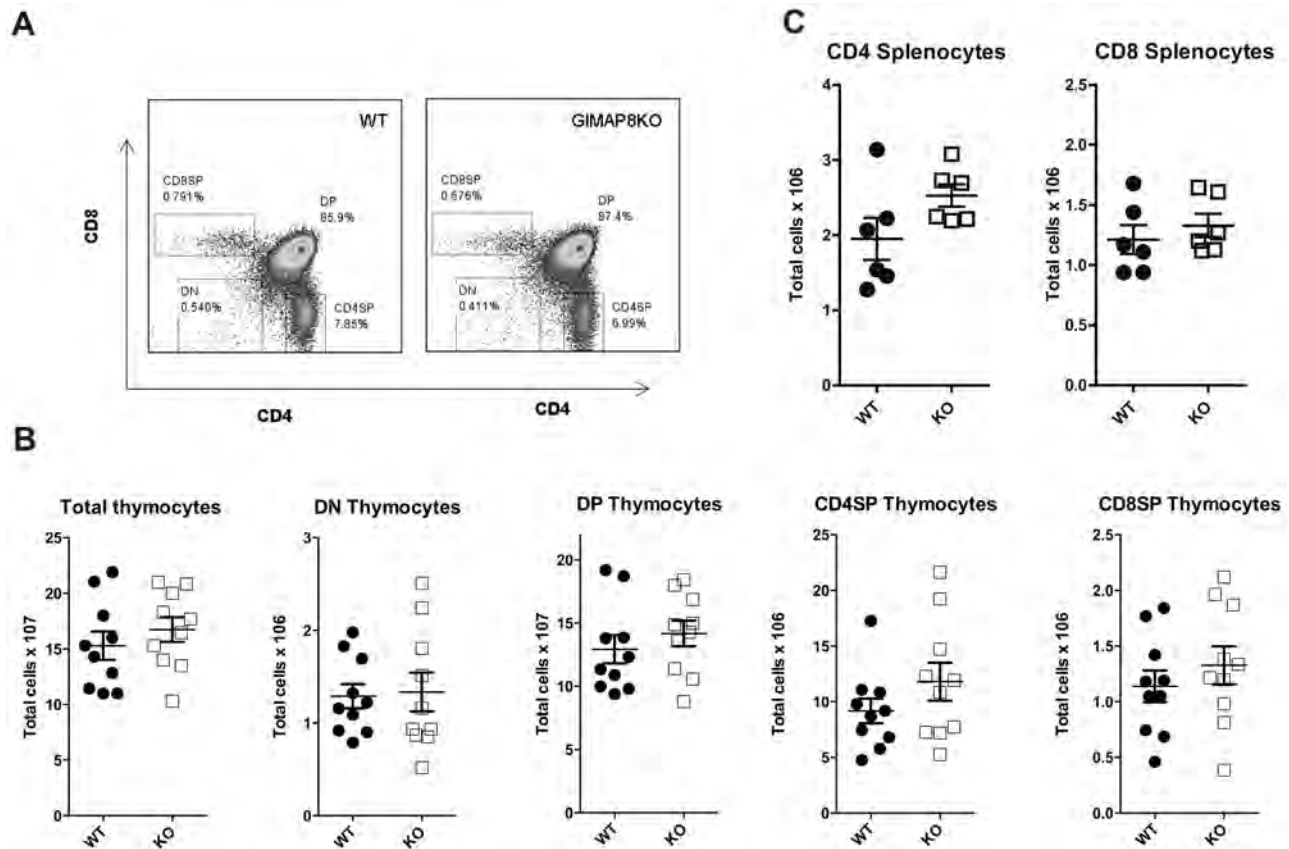 A
WT
CD8SP
0.791%
DP
85.9%
DN
0.540%
CD4SP
7.85%
GIMAP8KO
CD8SP
0.676%
DP
87.4%
DN
0.411%
CD4SP
6.99%
CD8
CD4
CD4
C
CD4 Splenocytes
Total cells x 106
4
3
2
1
0
WT
KO
CD8 Splenocytes
Total cells x 106
2.5
2.0
1.5
1.0
0.5
0.0
WT
KO
B
Total thymocytes
Total cells x 107
25
20
15
10
5
0
WT
KO
DN Thymocytes
Total cells x 106
3
2
1
0
WT
KO
DP Thymocytes
Total cells x 107
20
15
10
5
0
WT
KO
CD4SP Thymocytes
Total cells x 106
25
20
15
10
5
0
WT
KO
CD8SP Thymocytes
Total cells x 106
2.5
2.0
1.5
1.0
0.5
0.0
WT
KO